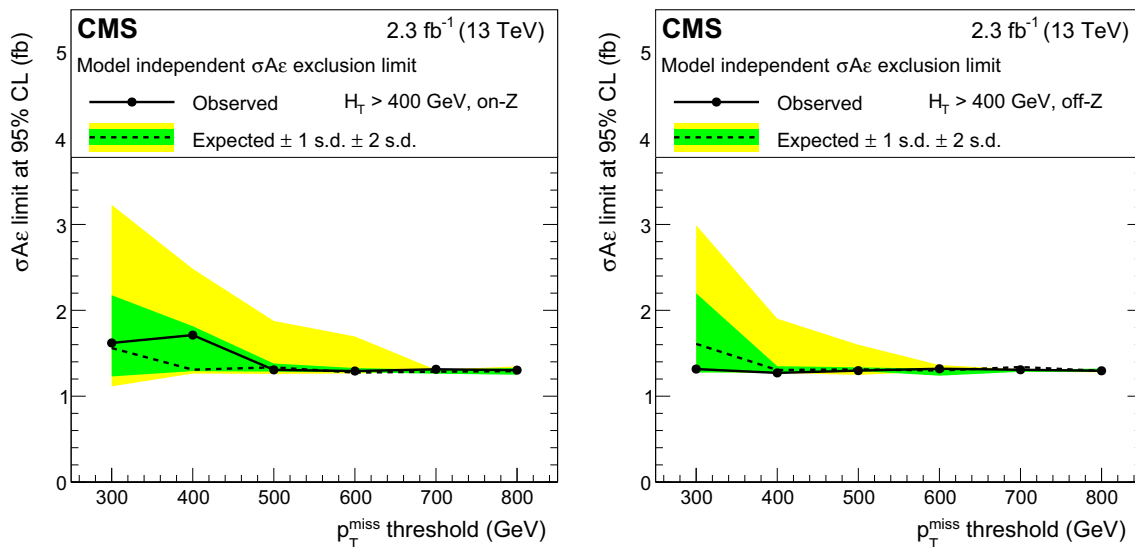 CMS 2.3 fb⁻¹ (13 TeV)
Model independent σAε exclusion limit
Observed H_T > 400 GeV, on-Z
Expected ± 1 s.d. ± 2 s.d.
σAε limit at 95% CL (fb)
5
4
3
2
1
0
300 400 500 600 700 800
p_T^miss threshold (GeV)
CMS 2.3 fb⁻¹ (13 TeV)
Model independent σAε exclusion limit
Observed H_T > 400 GeV, off-Z
Expected ± 1 s.d. ± 2 s.d.
σAε limit at 95% CL (fb)
5
4
3
2
1
0
300 400 500 600 700 800
p_T^miss threshold (GeV)